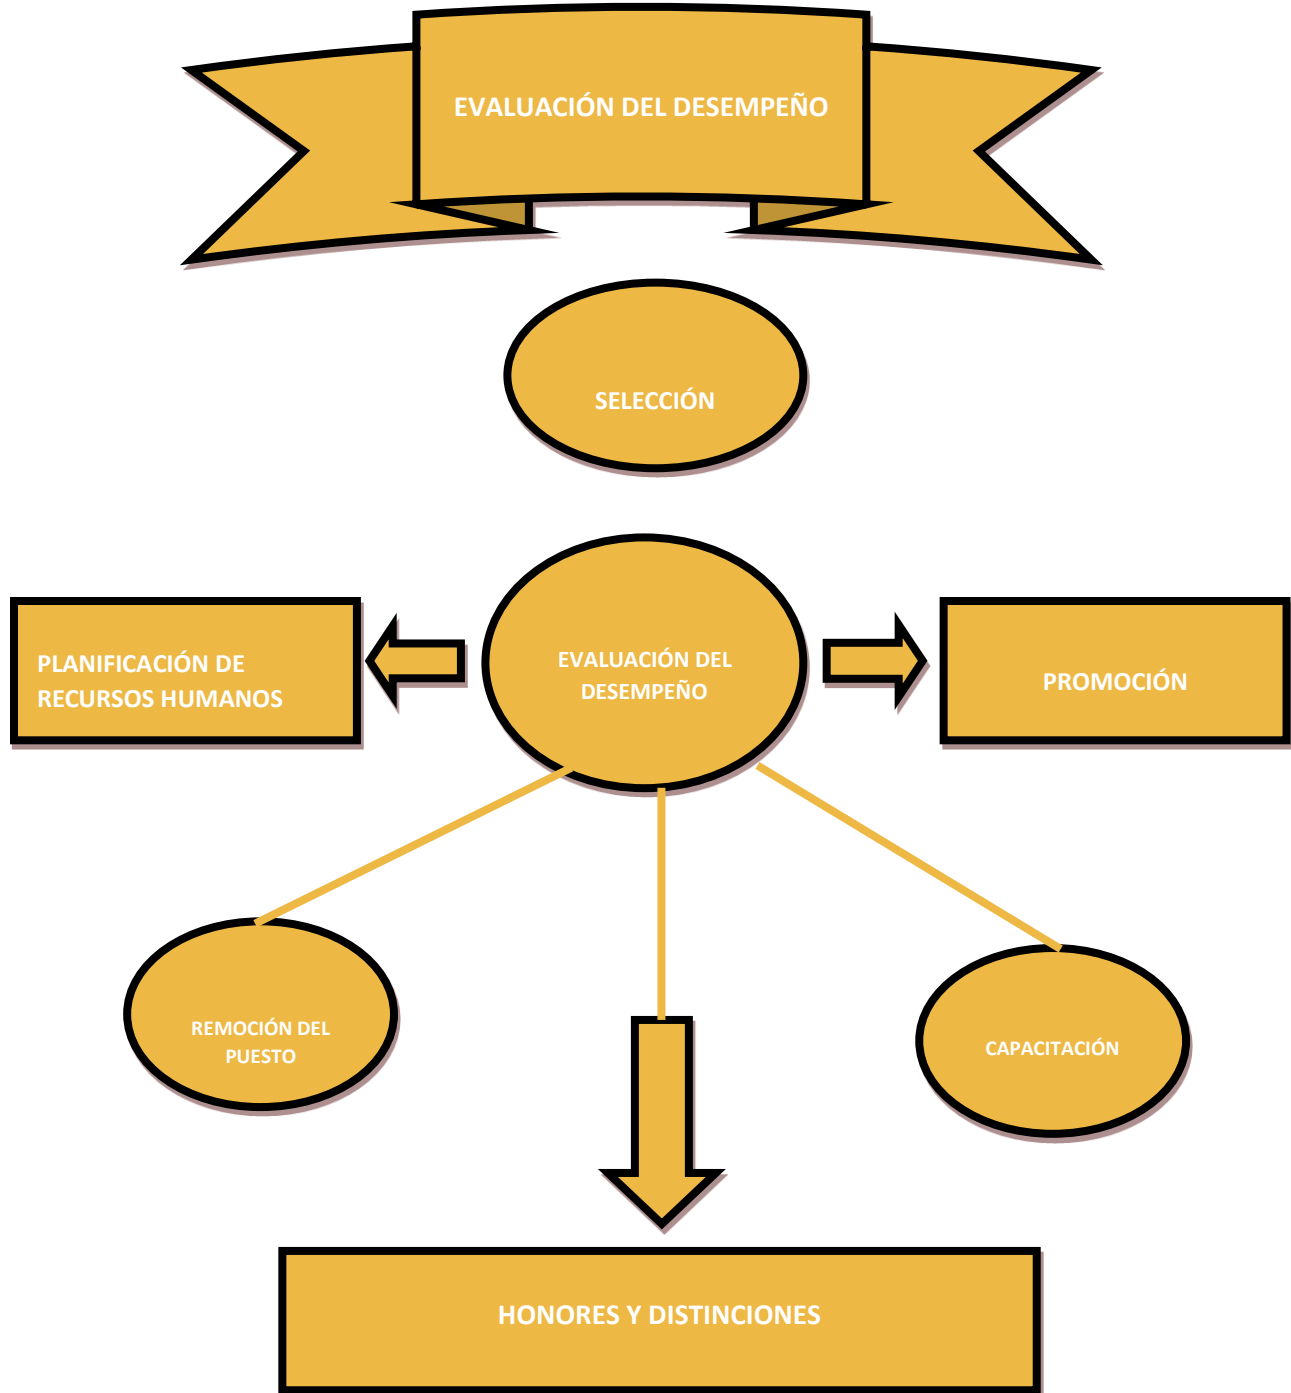 EVALUACIÓN DEL DESEMPEÑO
SELECCIÓN
PLANIFICACIÓN DE
RECURSOS HUMANOS
EVALUACIÓN DEL
DESEMPEÑO
PROMOCIÓN
REMOCIÓN DEL
PUESTO
CAPACITACIÓN
HONORES Y DISTINCIONES